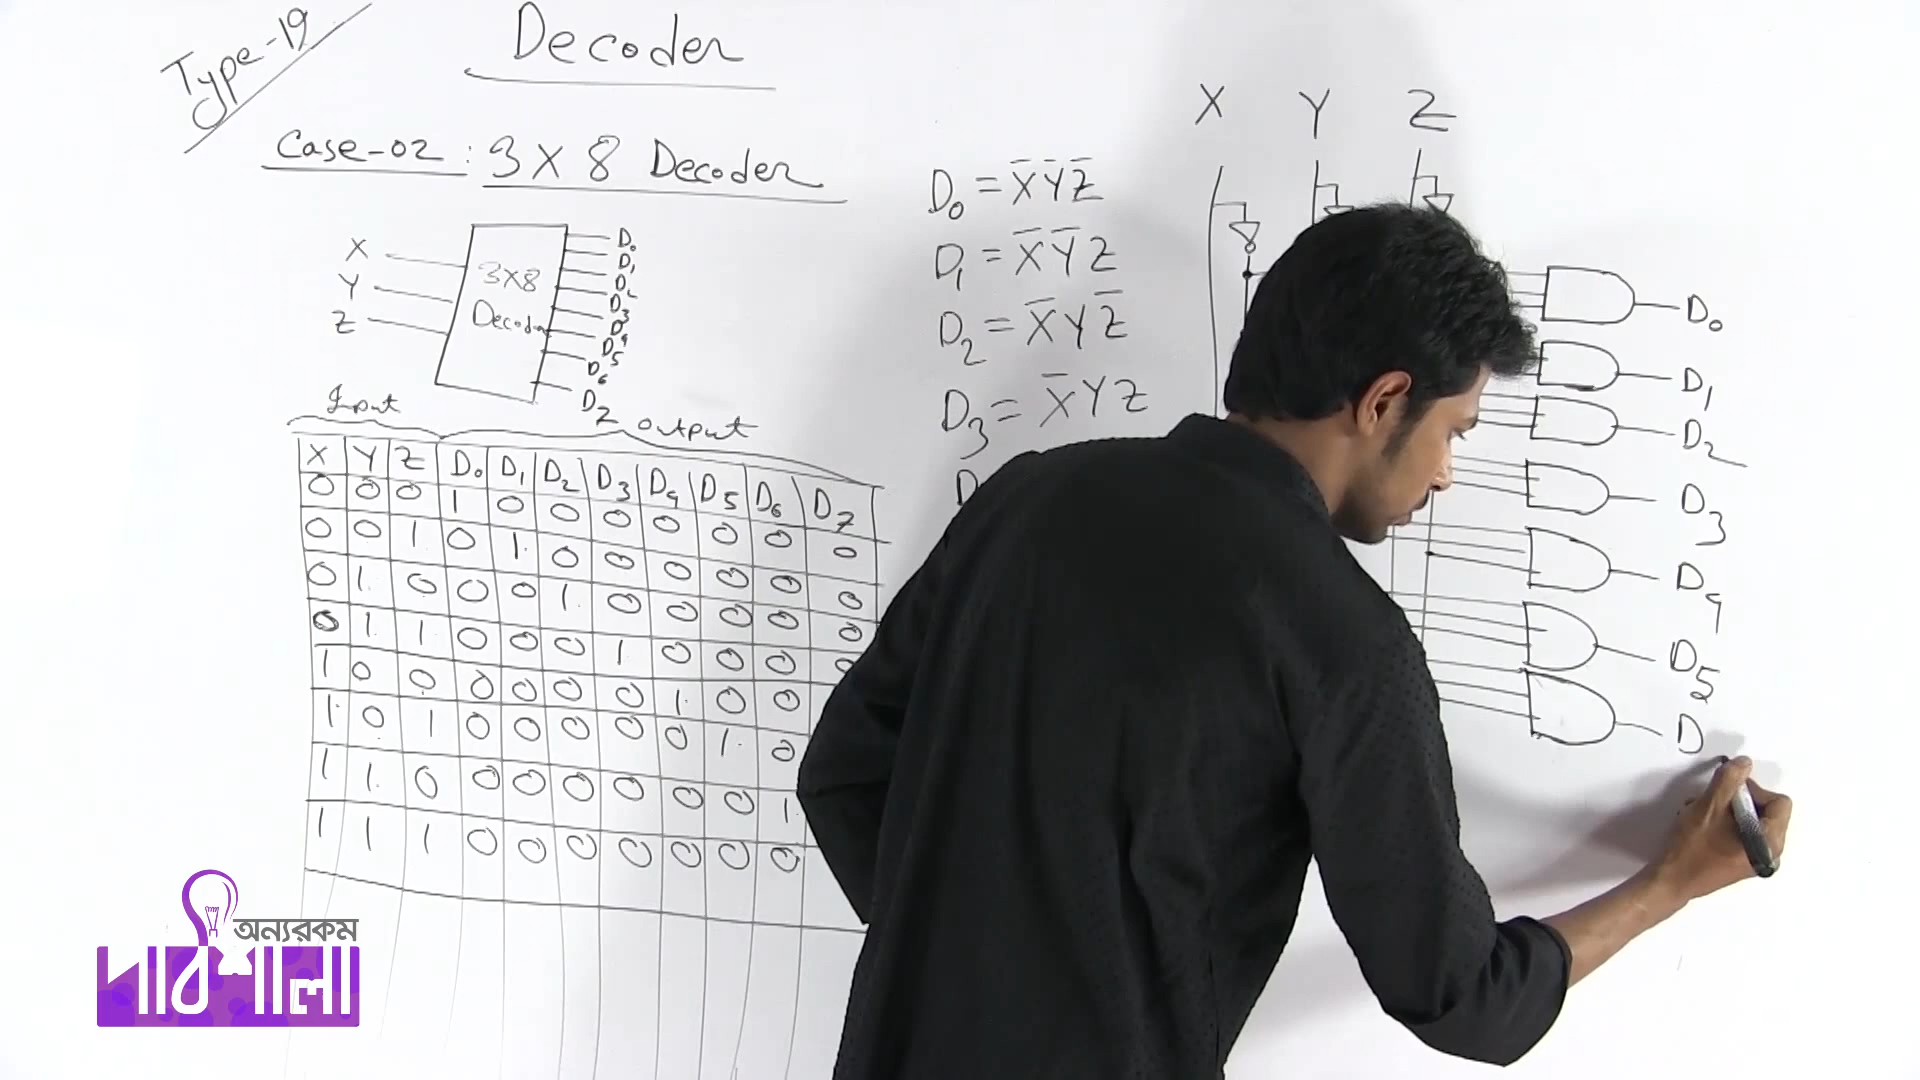 Type-19
Decoder
Case-02: 3X8 Decoder
X
Y
Z
3X8
Decoder
D₀
D₁
D₂
D₃
D₄
D₅
D₆
D₇
Input
output
X Y Z D₀ D₁ D₂ D₃ D₄ D₅ D₆ D₇
0 0 0 1 0 0 0 0 0 0 0
0 0 1 0 1 0 0 0 0 0 0
0 1 0 0 0 1 0 0 0 0 0
0 1 1 0 0 0 1 0 0 0 0
1 0 0 0 0 0 0 1 0 0
1 0 1 0 0 0 0 0 1 0
1 1 0 0 0 0 0 0 0 1
1 1 1 0 0 0 0 0 0 0
D₀ = X̅Y̅Z̅
D₁ = X̅Y̅Z
D₂ = X̅YZ̅
D₃ = X̅YZ
D
X Y Z
D₀
D₁
D₂
D₃
D₄
D₅
D
অন্যরকম
পাঠশালা